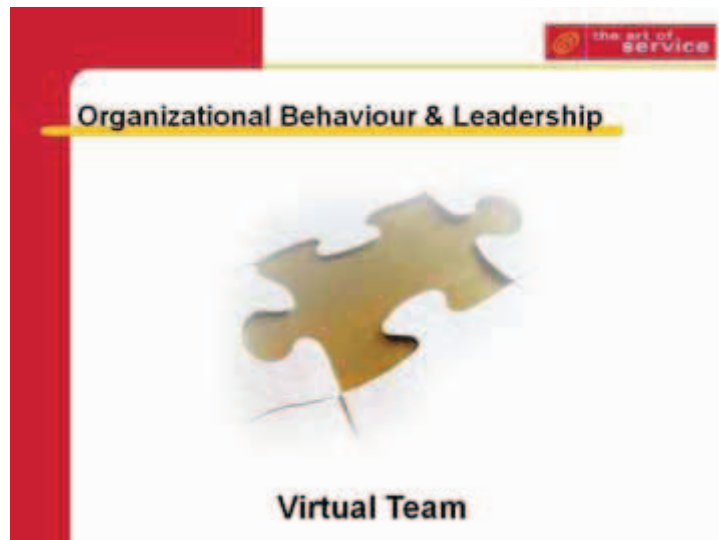 the art of
service
Organizational Behaviour & Leadership
Virtual Team